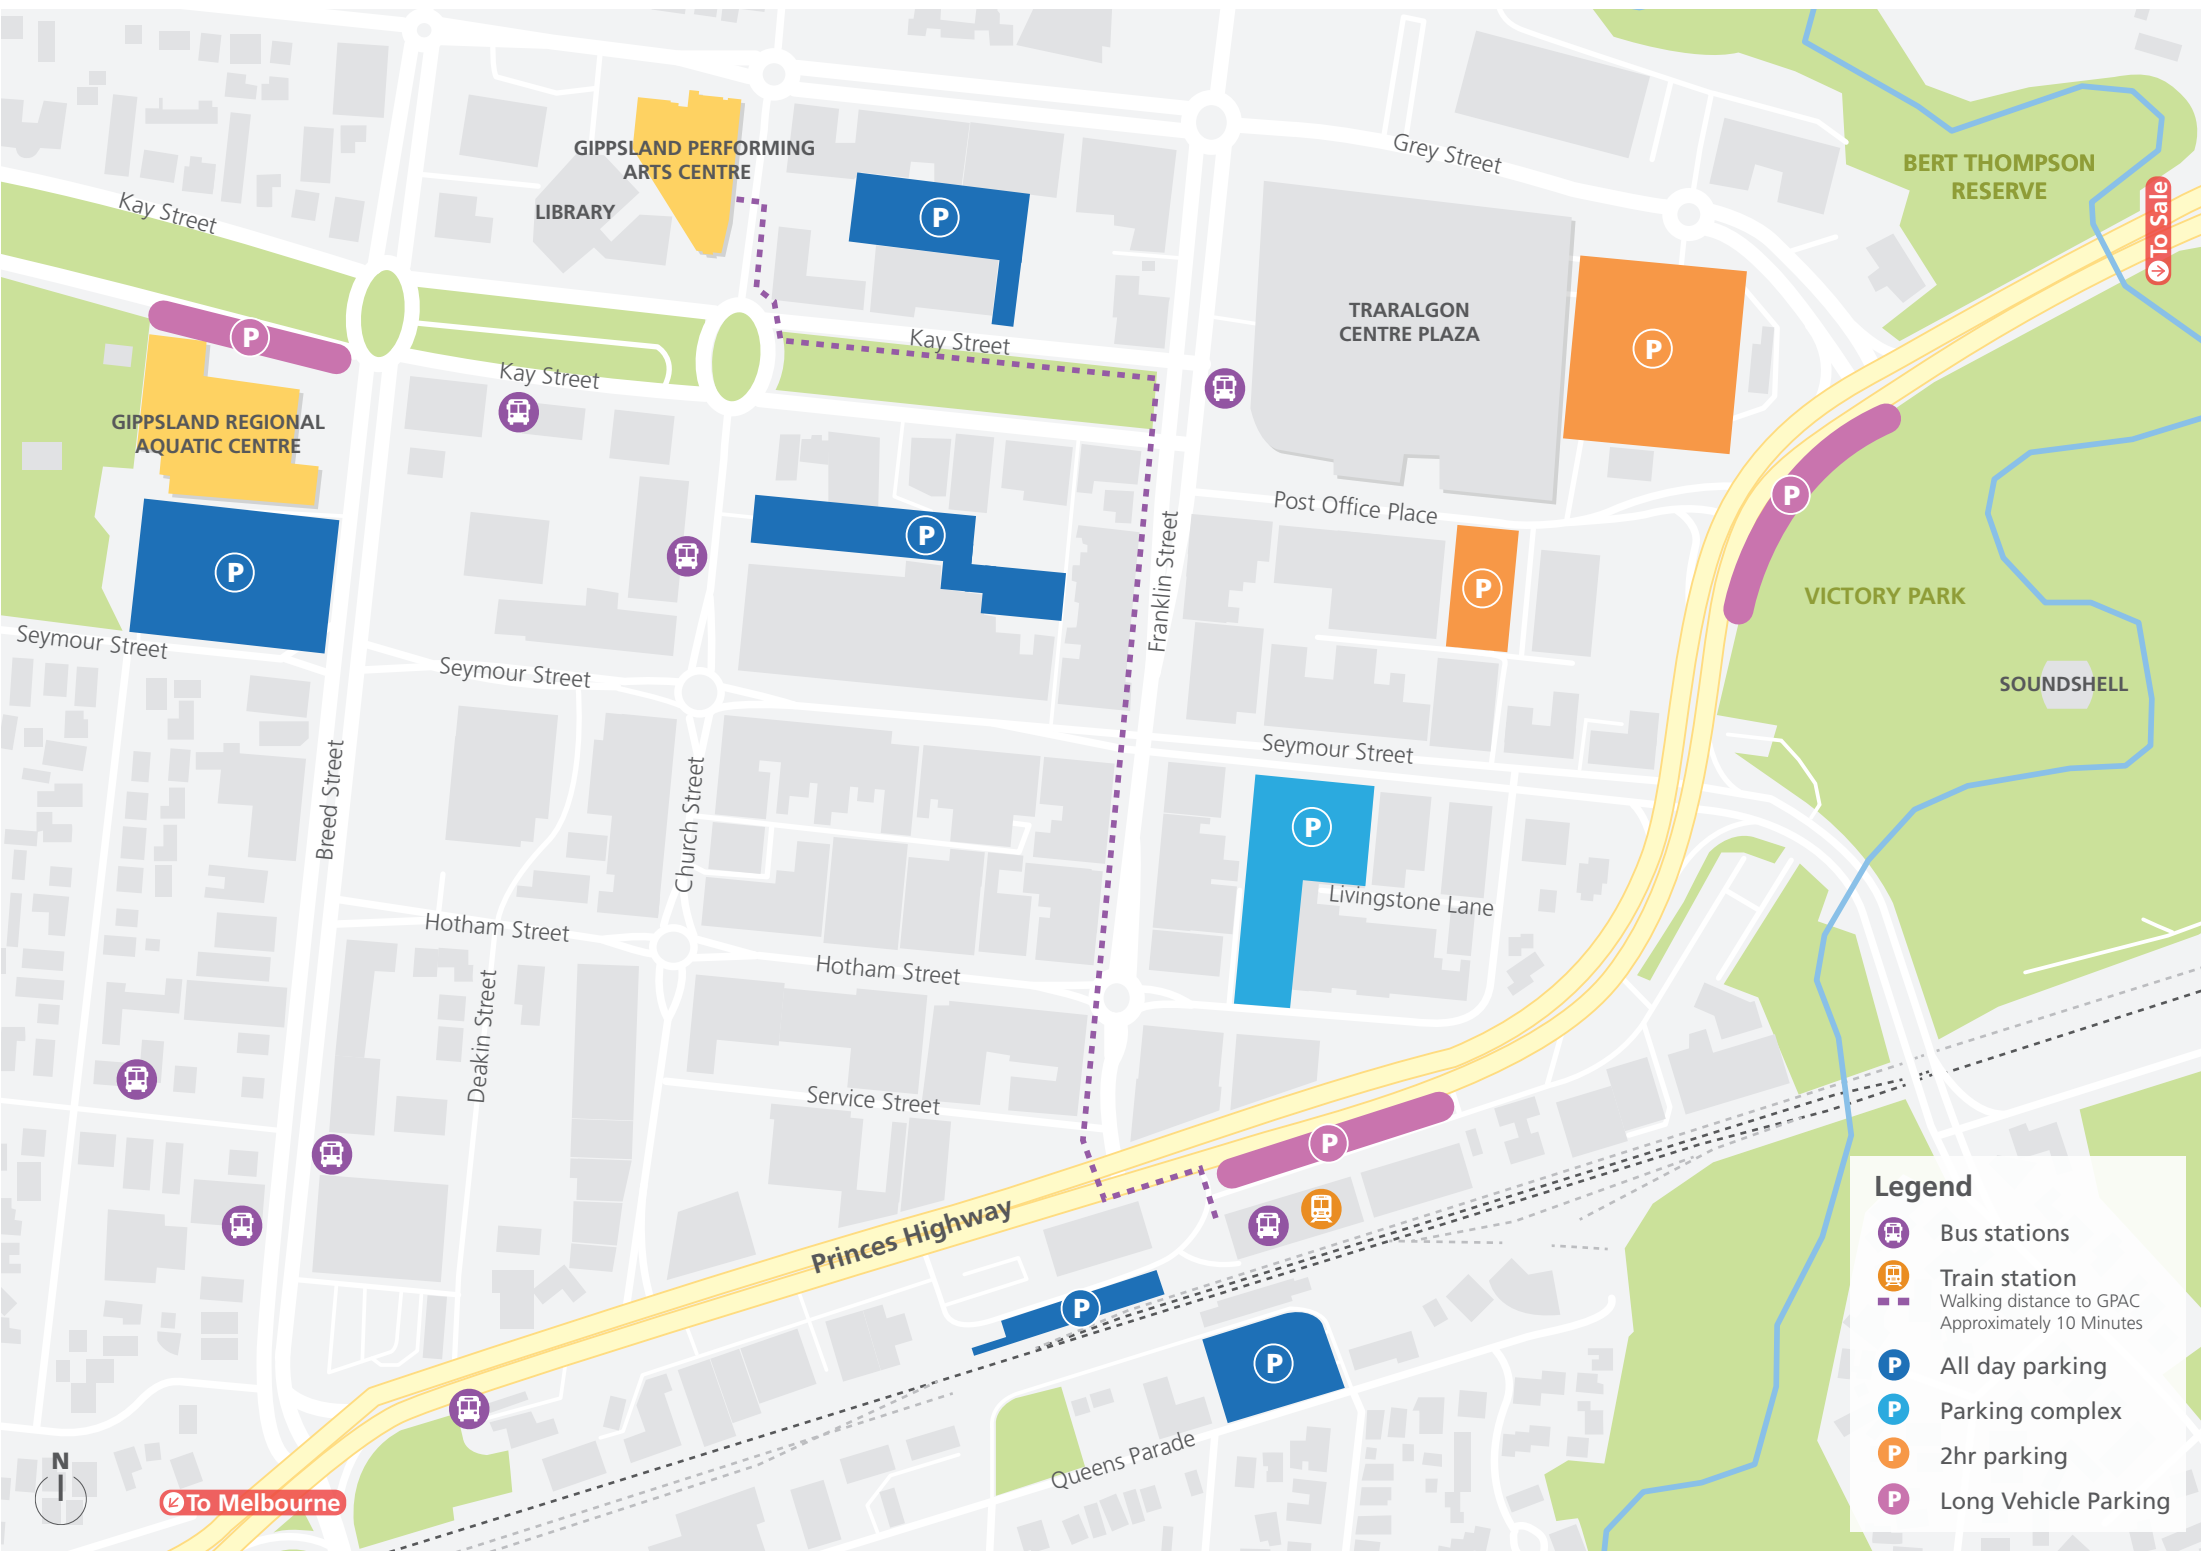 Grey Street
GIPPSLAND PERFORMING
ARTS CENTRE
LIBRARY
P
BERT THOMPSON
RESERVE
To Sale
Kay Street
P
GIPPSLAND REGIONAL
AQUATIC CENTRE
Kay Street
Kay Street
TRARALGON
CENTRE PLAZA
P
P
P
P
Post Office Place
P
Franklin Street
VICTORY PARK
SOUNDSHELL
Seymour Street
Seymour Street
Seymour Street
Breed Street
Church Street
P
Livingstone Lane
Hotham Street
Hotham Street
Deakin Street
Service Street
P
Princes Highway
P
P
Queens Parade
N
To Melbourne
Legend
Bus stations
Train station
Walking distance to GPAC
Approximately 10 Minutes
P All day parking
P Parking complex
P 2hr parking
P Long Vehicle Parking